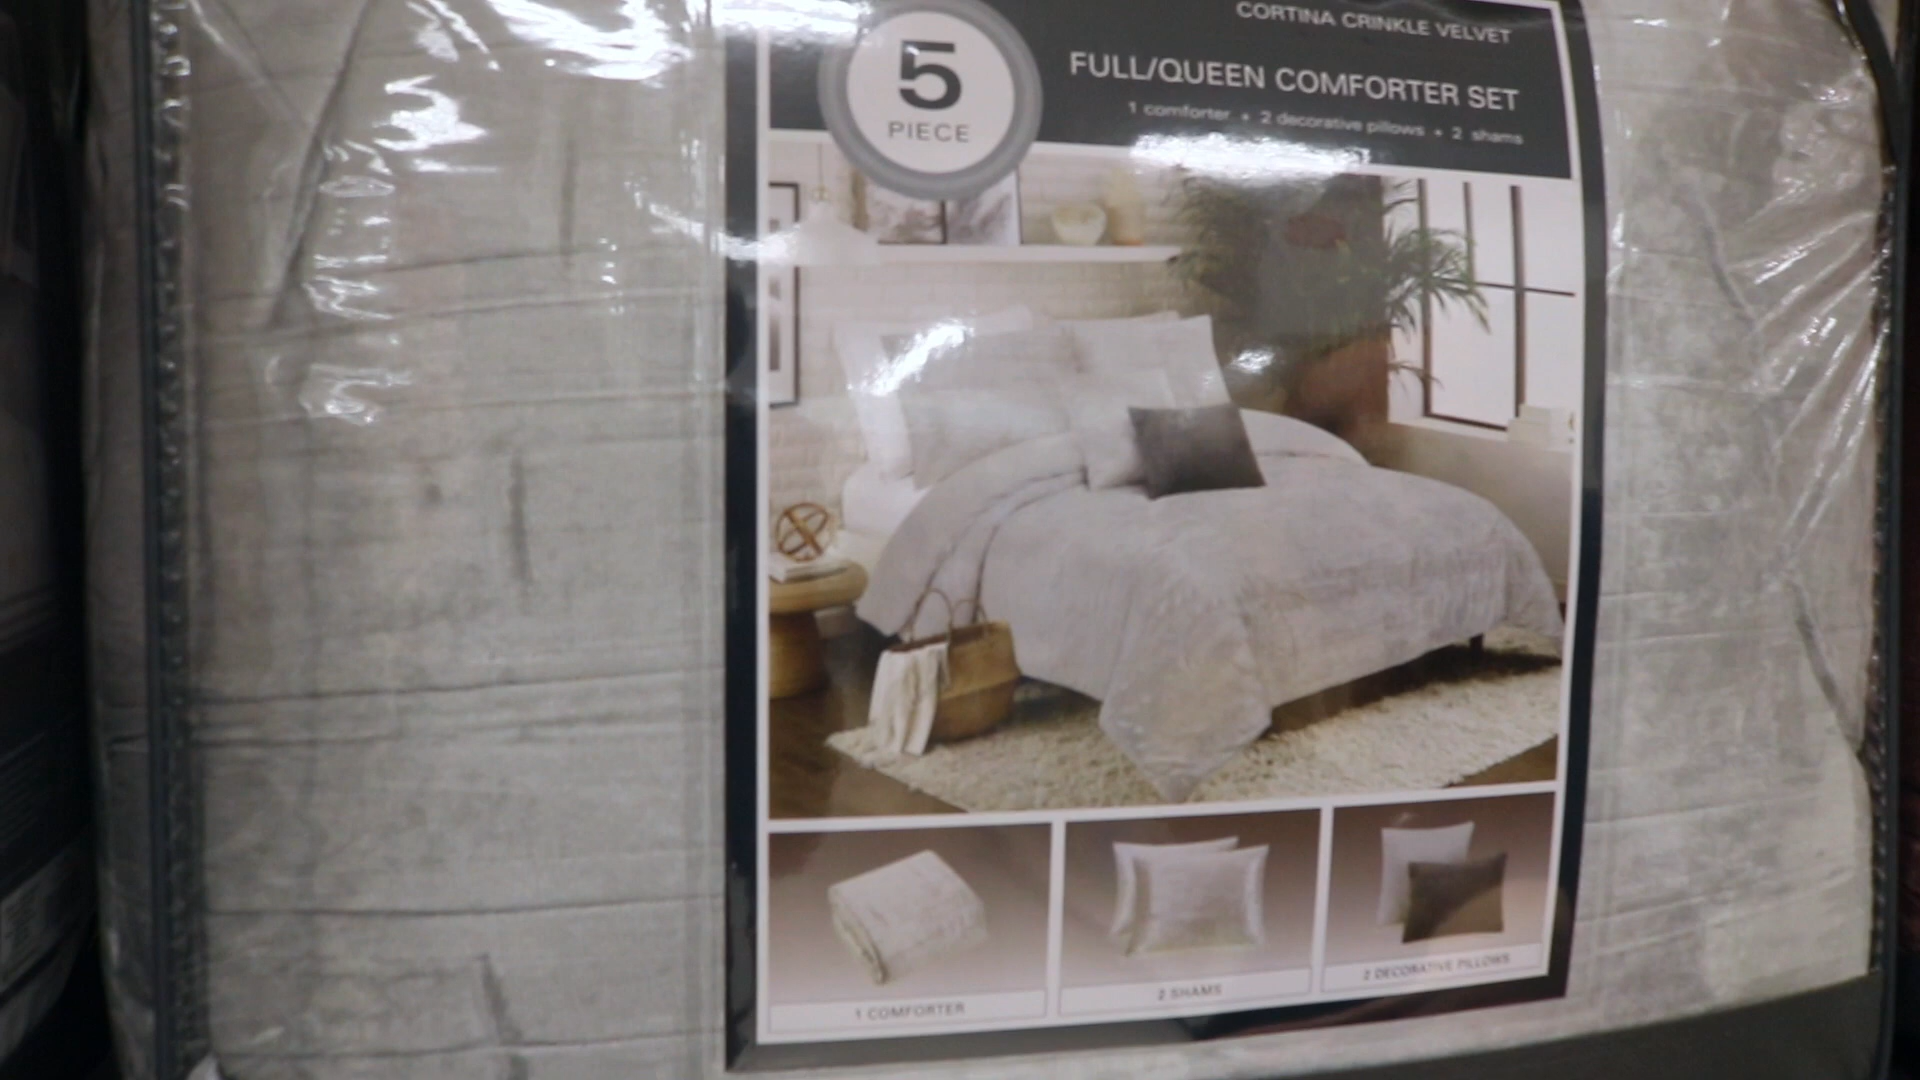 CORTINA CRINKLE VELVET
5
PIECE
FULL/QUEEN COMFORTER SET
1 comforter + 2 decorative pillows + 2 shams
1 COMFORTER
2 SHAMS
2 DECORATIVE PILLOWS